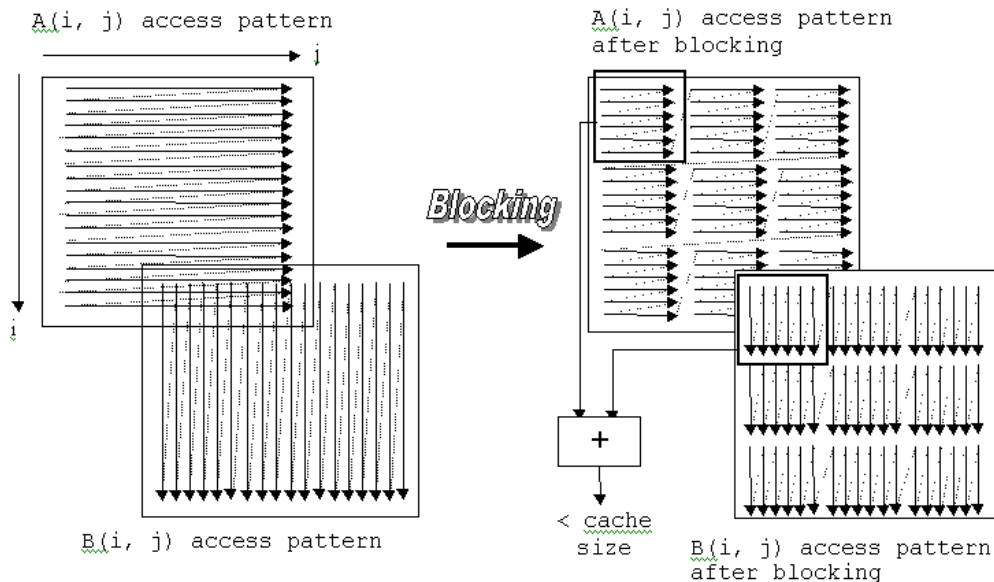 A(i, j) access pattern
j
i
B(i, j) access pattern
Blocking
A(i, j) access pattern
after blocking
+
< cache
size
B(i, j) access pattern
after blocking